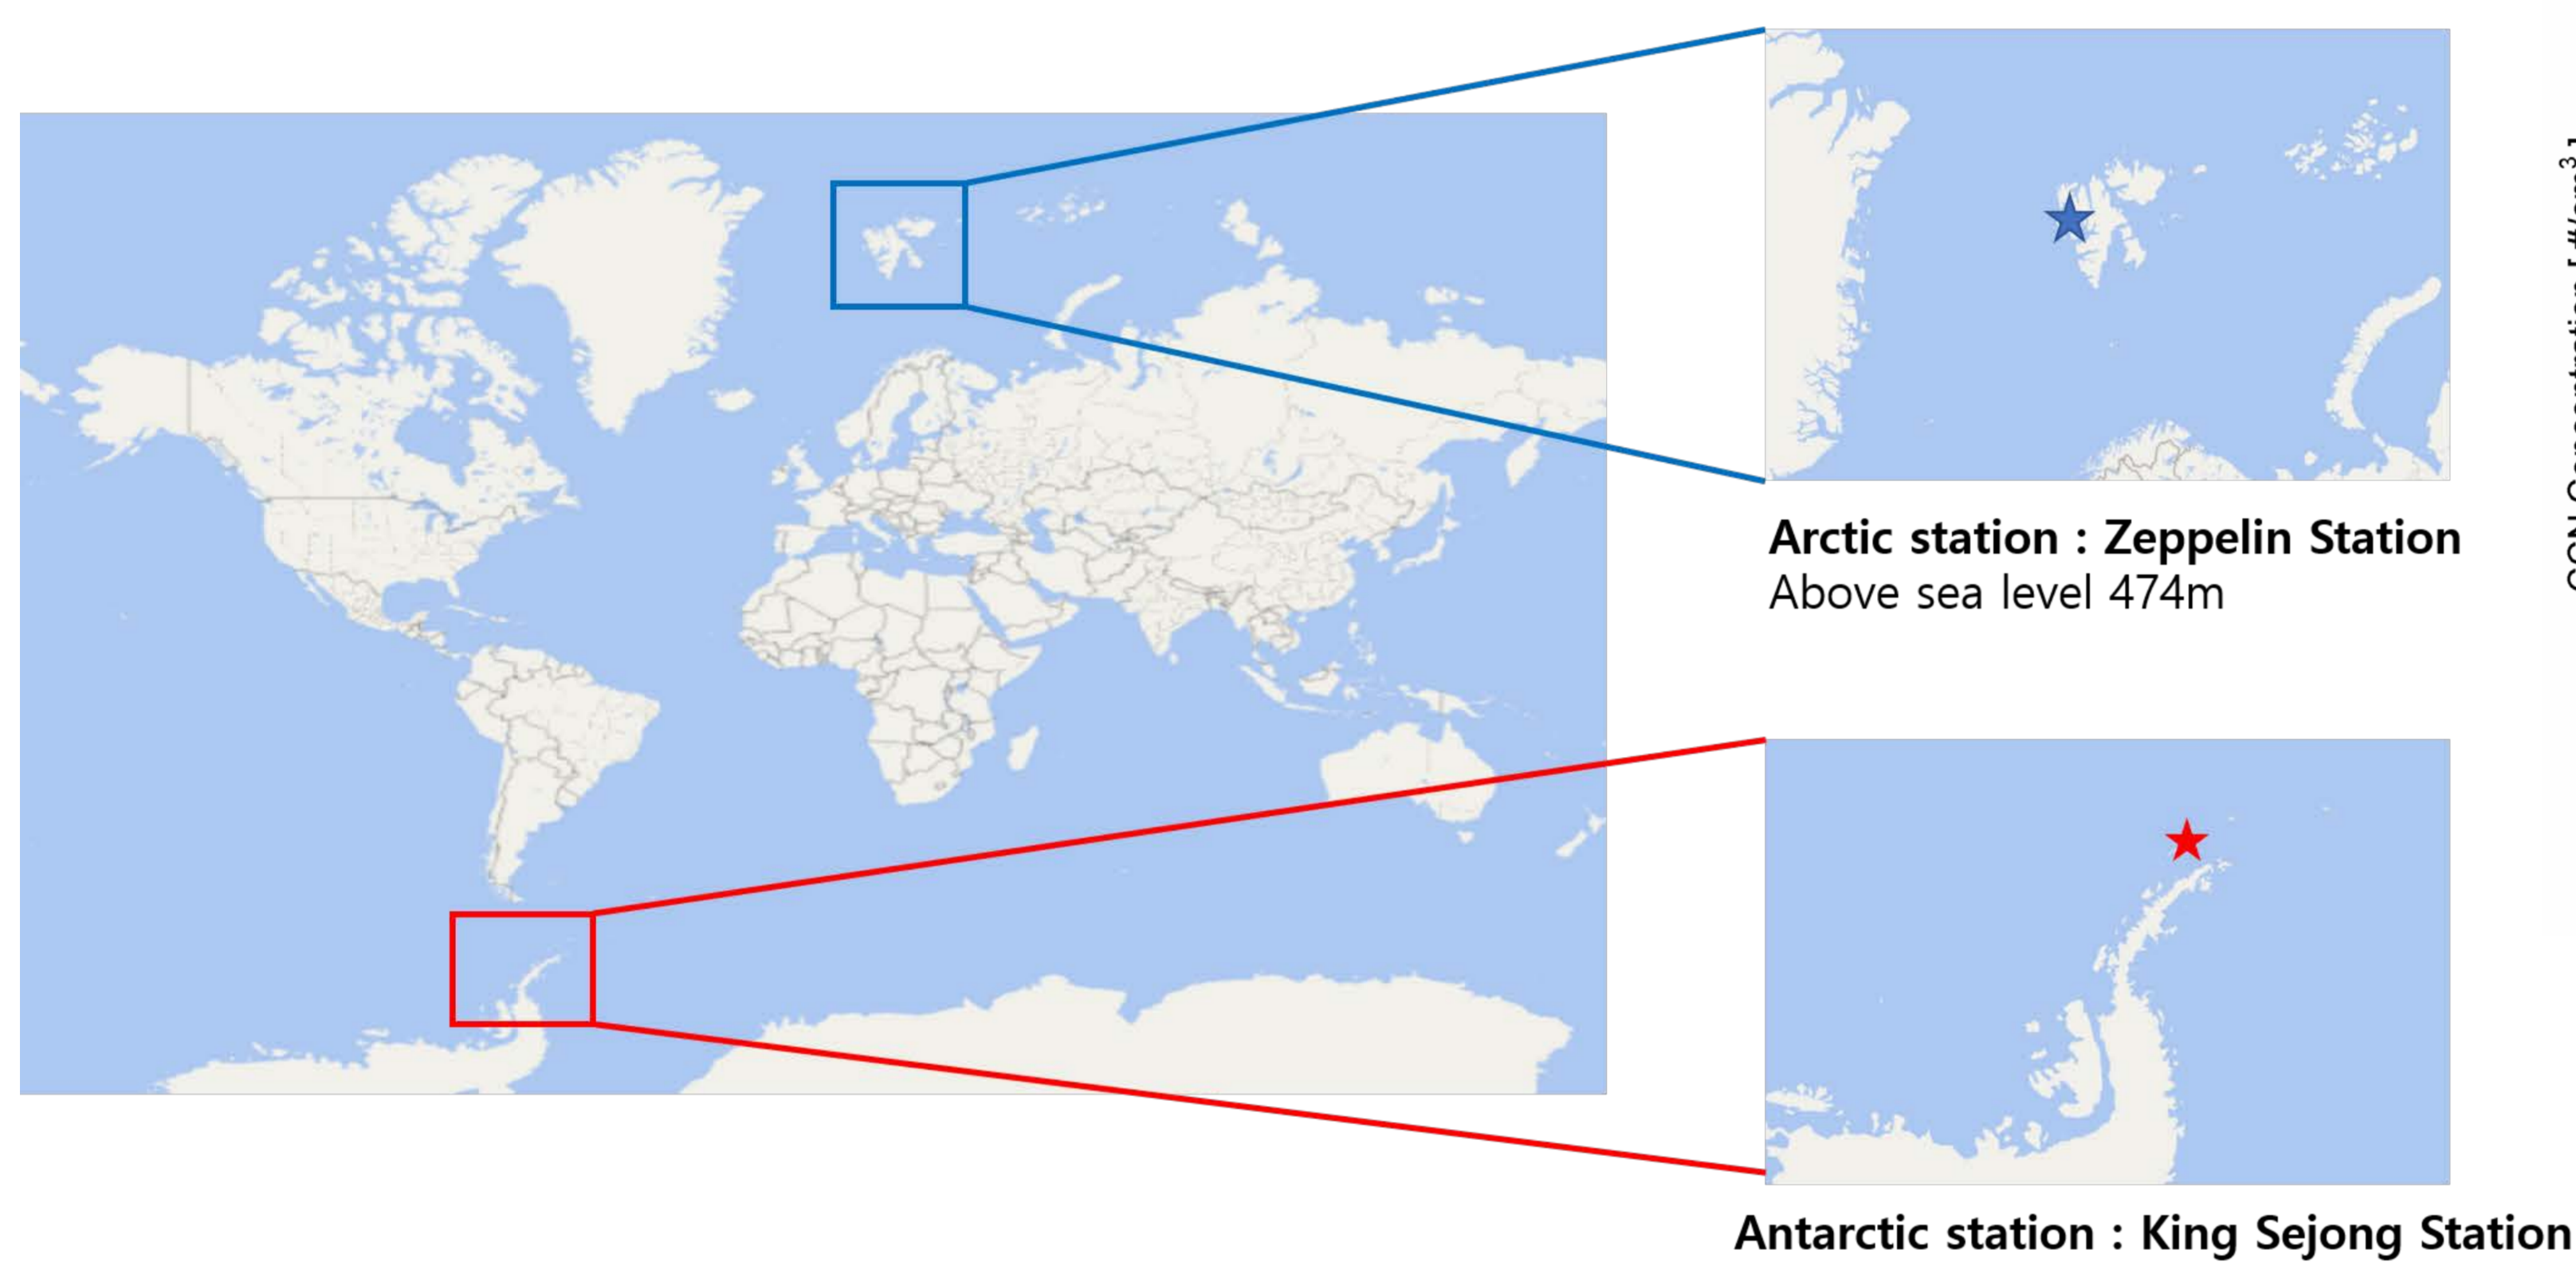 Arctic station : Zeppelin Station
Above sea level 474m
Antarctic station : King Sejong Station